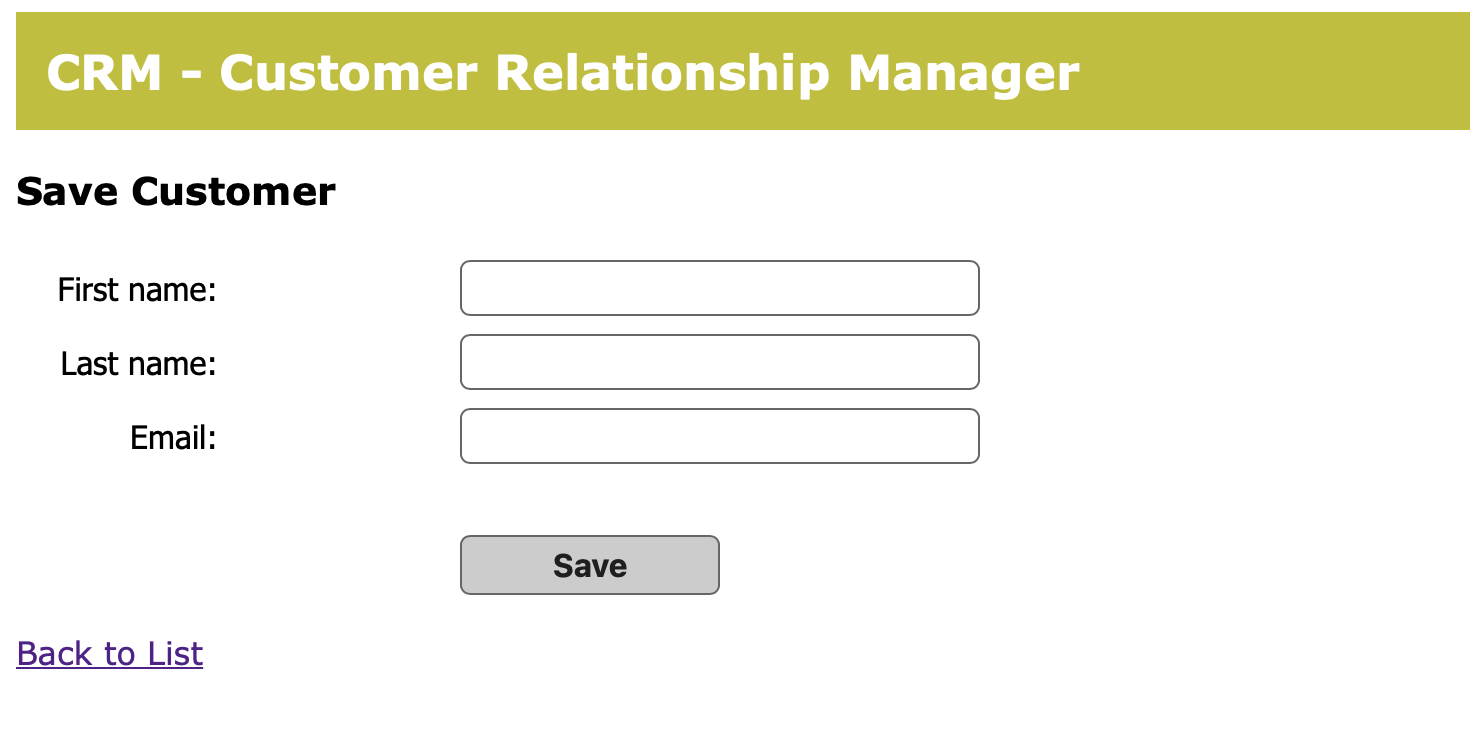 CRM - Customer Relationship Manager
Save Customer
First name:
Last name:
Email:
Save
Back to List